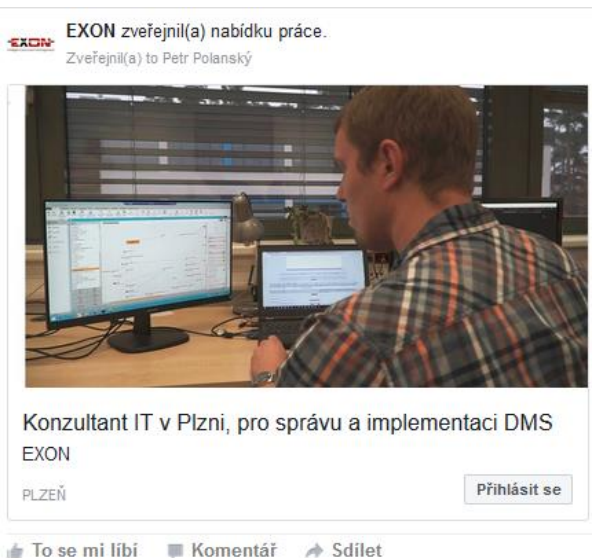 EXON
EXON zveřejnil(a) nabídku práce.
Zveřejnil(a) to Petr Polanský
Konzultant IT v Plzni, pro správu a implementaci DMS
EXON
PLZEŇ
Přihlásit se
To se mi líbí
Komentář
Sdílet